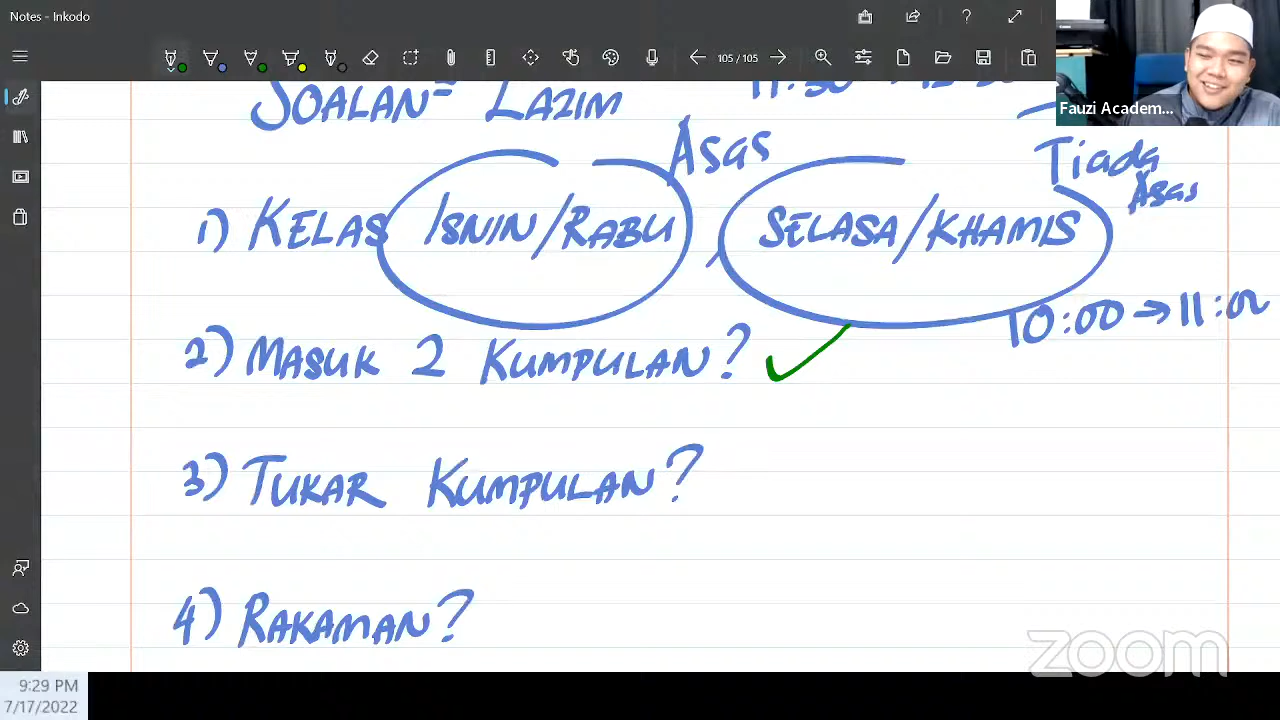 Notes - Inkodo
105 / 105
Fauzi Academ...
SOALAN= LAZIM
ASAS
Tiada
Asas
1) KELAS ISNIN/RABU, SELASA/KHAMIS
10:00 → 11:00
2) MASUK 2 KUMPULAN? ✓
3) TUKAR KUMPULAN?
4) RAKAMAN?
zoom
9:29 PM
7/17/2022